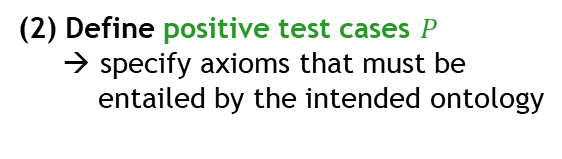 (2) Define positive test cases P
→ specify axioms that must be
entailed by the intended ontology